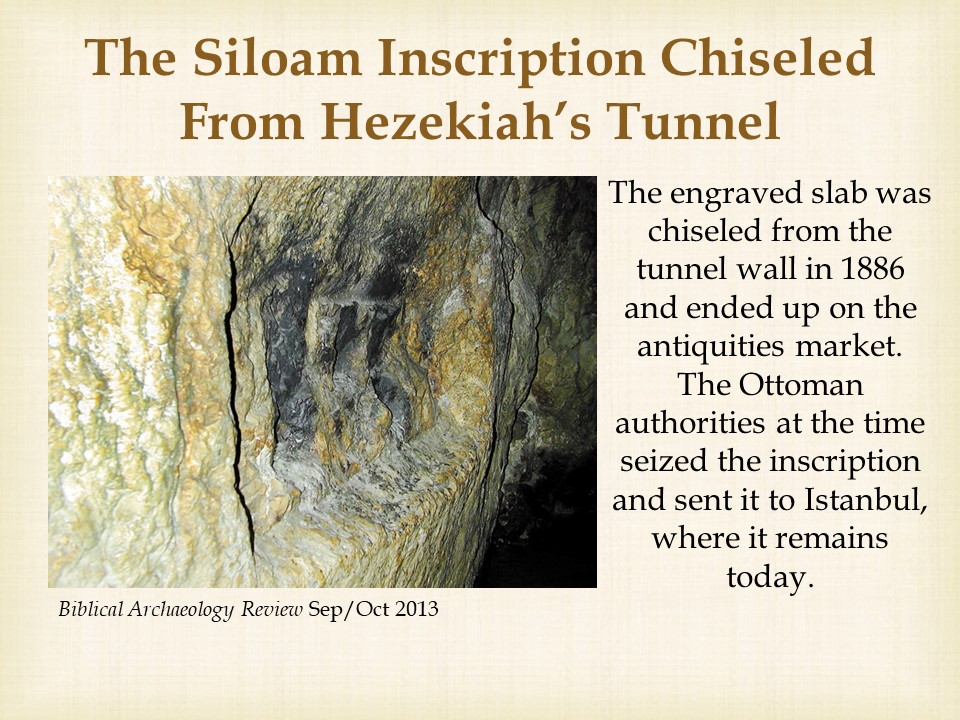 The Siloam Inscription Chiseled
From Hezekiah’s Tunnel
The engraved slab was
chiseled from the
tunnel wall in 1886
and ended up on the
antiquities market.
The Ottoman
authorities at the time
seized the inscription
and sent it to Istanbul,
where it remains
today.
Biblical Archaeology Review Sep/Oct 2013